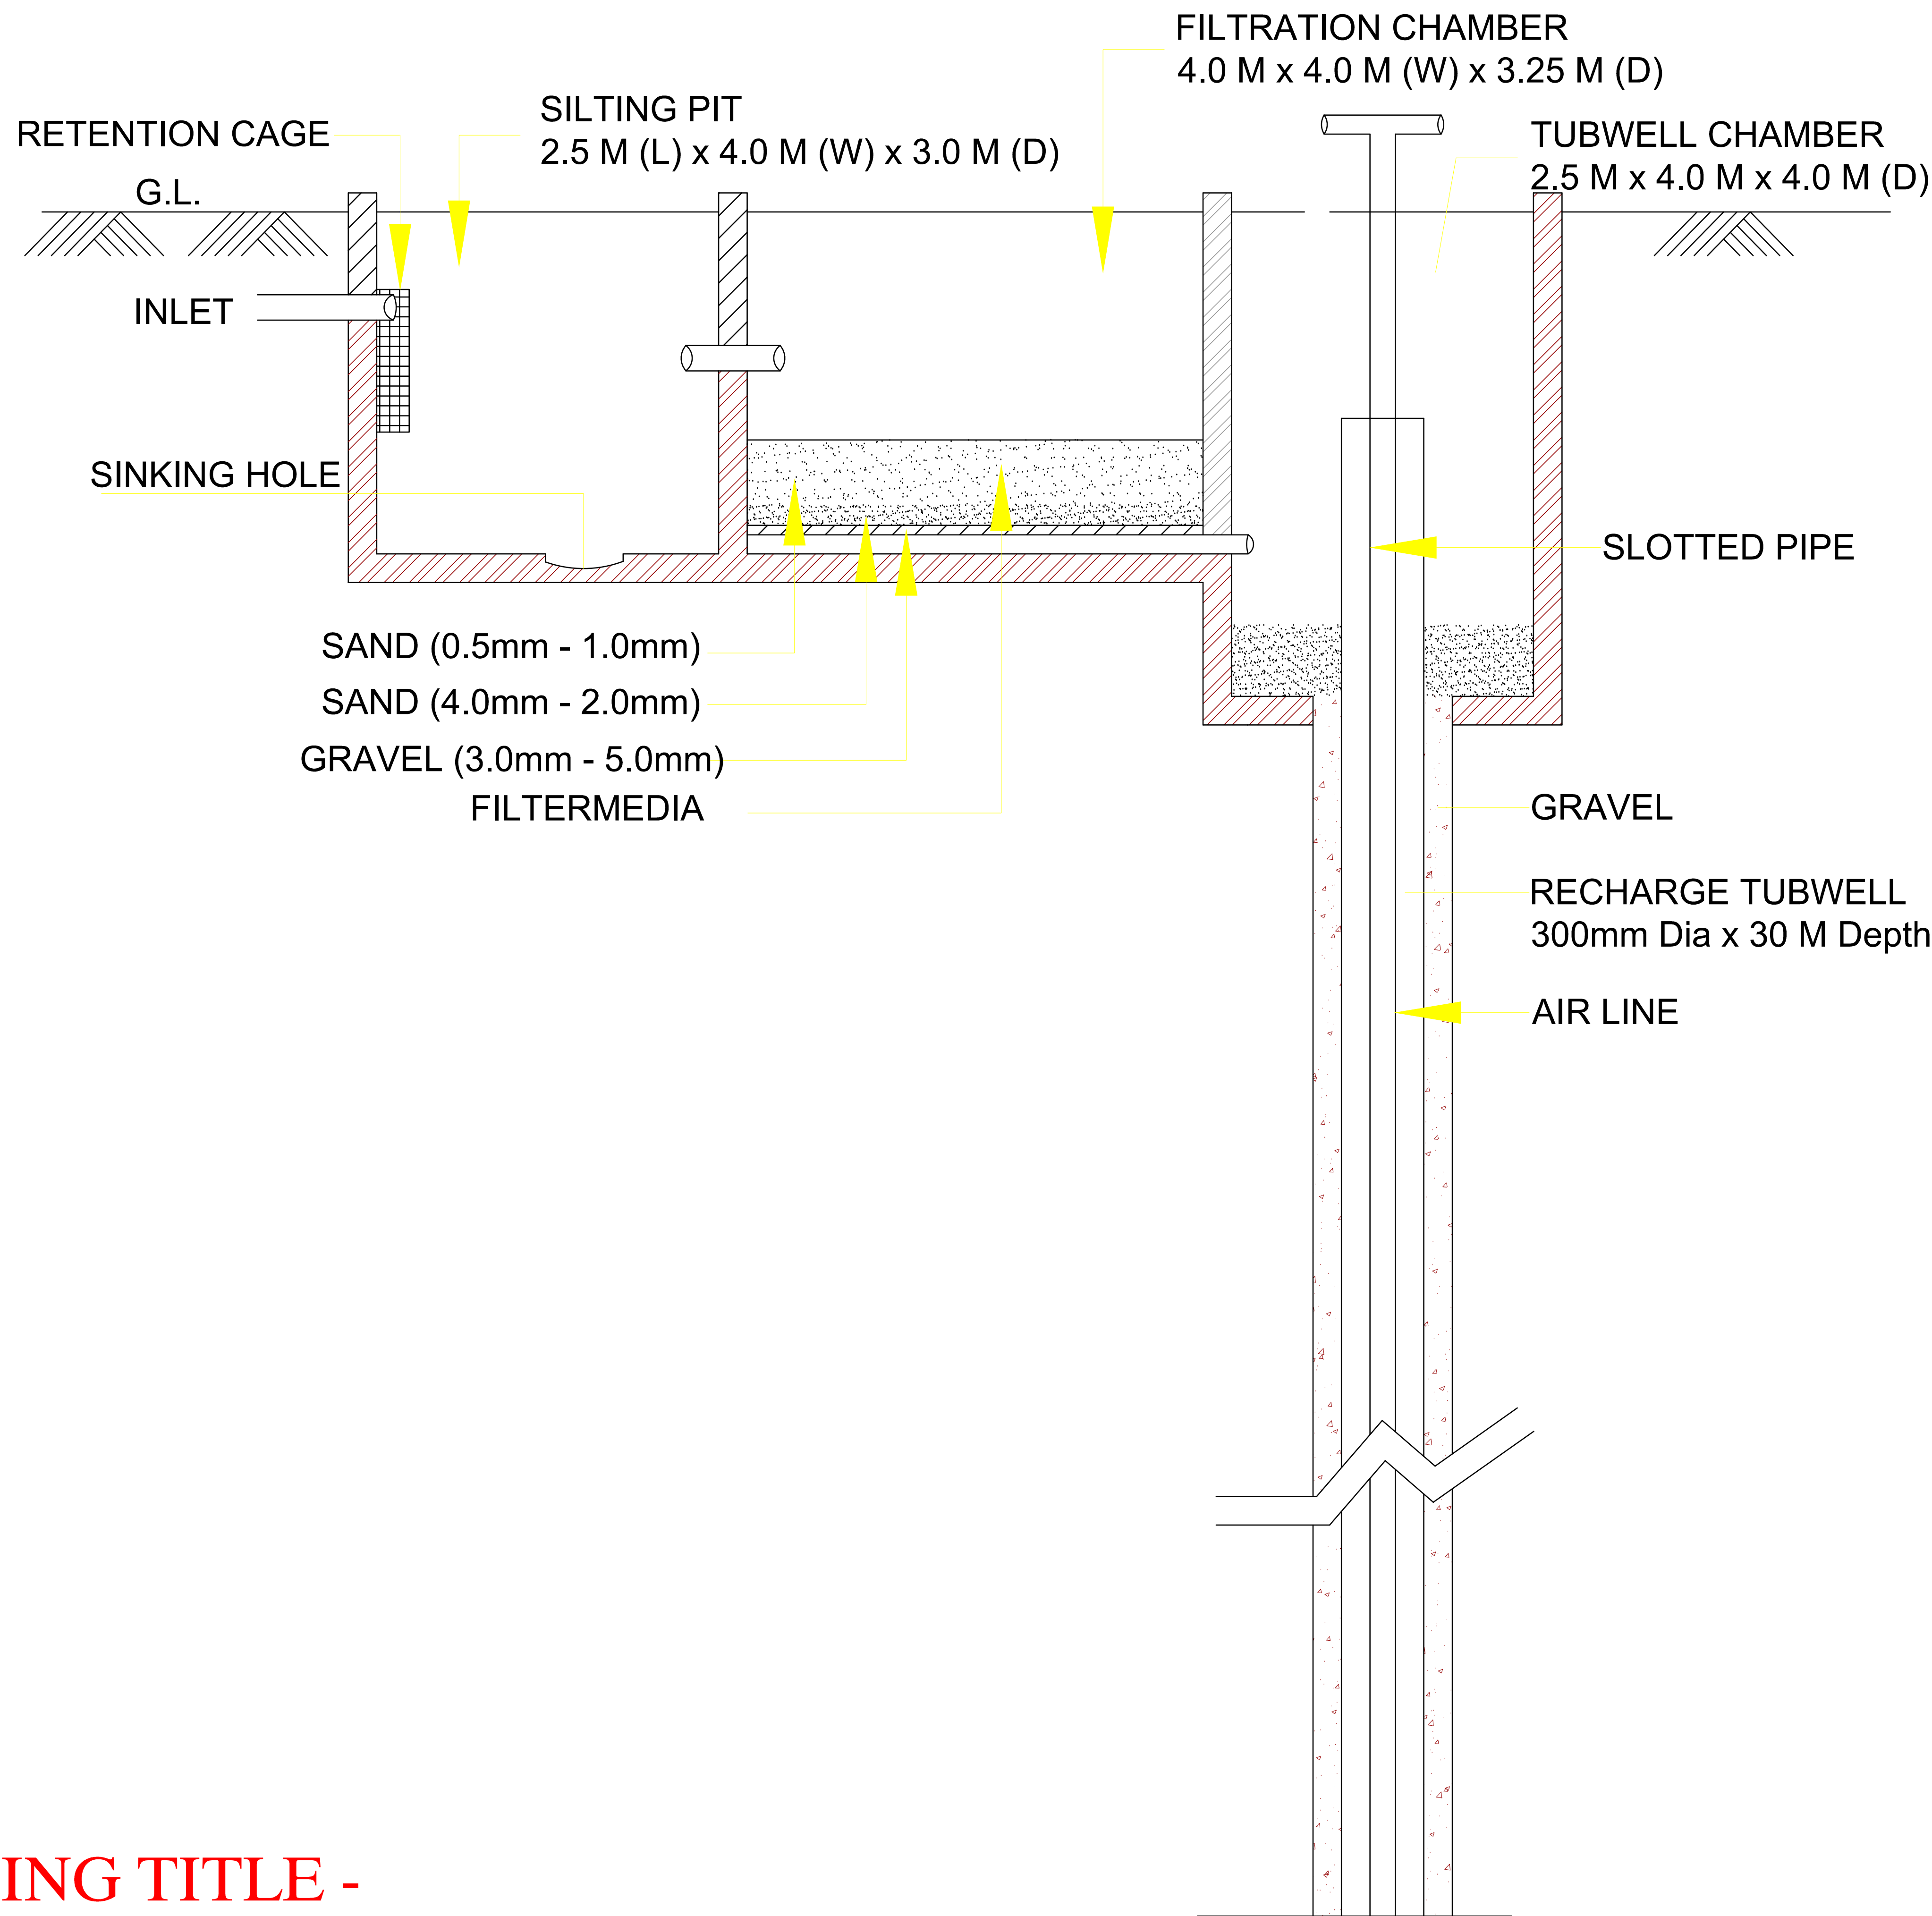 FILTRATION CHAMBER
4.0 M x 4.0 M (W) x 3.25 M (D)
SILTING PIT
2.5 M (L) x 4.0 M (W) x 3.0 M (D)
RETENTION CAGE
TUBWELL CHAMBER
2.5 M x 4.0 M x 4.0 M (D)
G.L.
INLET
SINKING HOLE
SLOTTED PIPE
SAND (0.5mm - 1.0mm)
SAND (4.0mm - 2.0mm)
GRAVEL (3.0mm - 5.0mm)
FILTERMEDIA
GRAVEL
RECHARGE TUBWELL
300mm Dia x 30 M Depth
AIR LINE
ING TITLE -